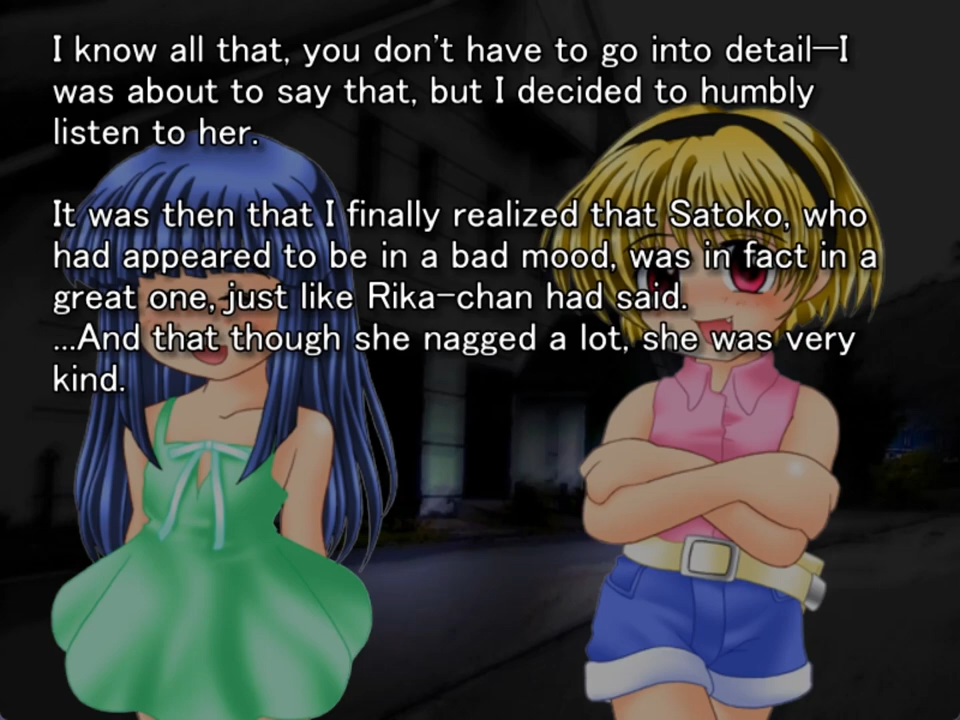 I know all that, you don't have to go into detail—I
was about to say that, but I decided to humbly
listen to her.
It was then that I finally realized that Satoko, who
had appeared to be in a bad mood, was in fact in a
great one, just like Rika-chan had said.
...And that though she nagged a lot, she was very
kind.